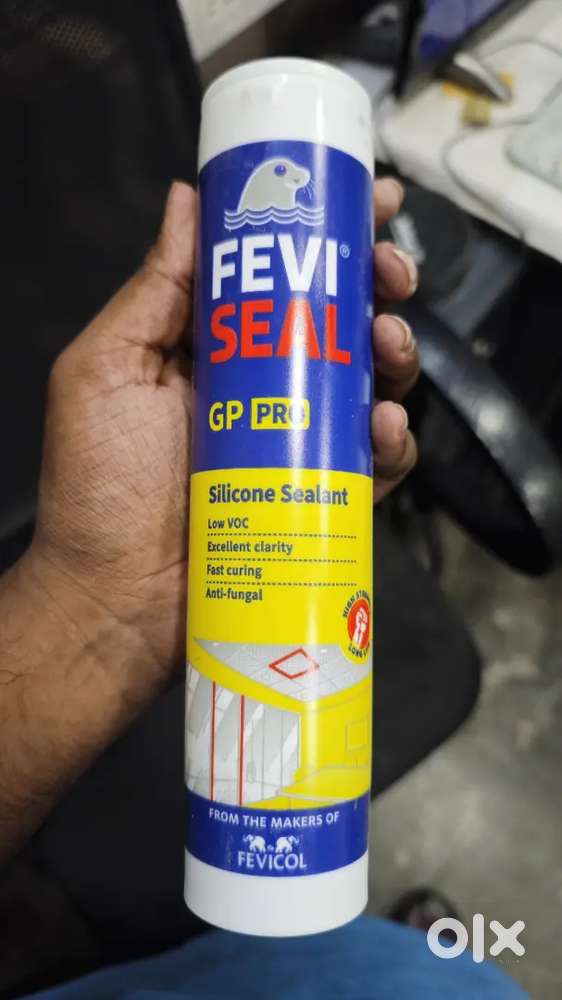 FEVI®
SEAL
GP PRO
Silicone Sealant
Low VOC
Excellent clarity
Fast curing
Anti-fungal
HIGH
FROM THE MAKERS OF
FEVICOL
olx